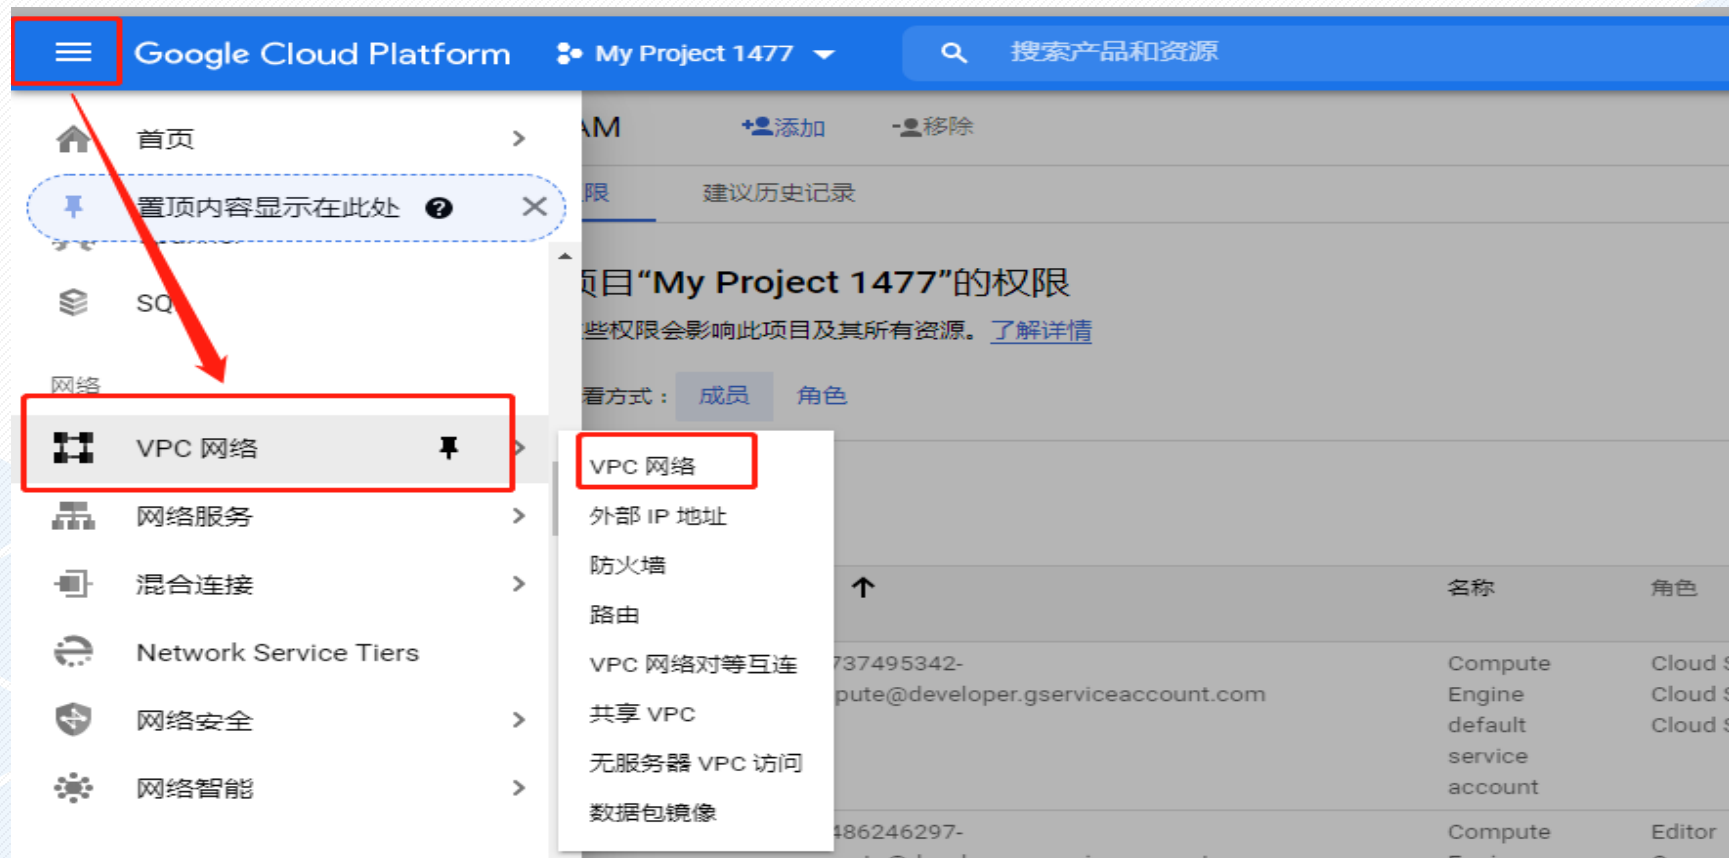 Google Cloud Platform
My Project 1477
搜索产品和资源
首页
置顶内容显示在此处
SQ
网络
VPC 网络
网络服务
混合连接
Network Service Tiers
网络安全
网络智能
VPC 网络
外部 IP 地址
防火墙
路由
VPC 网络对等互连
共享 VPC
无服务器 VPC 访问
数据包镜像
AM
添加
移除
限
建议历史记录
项目“My Project 1477”的权限
些权限会影响此项目及其所有资源。了解详情
看方式：
成员
角色
名称
角色
737495342-
pute@developer.gserviceaccount.com
Compute
Engine
default
service
account
Cloud S
Cloud S
Cloud S
486246297-
Compute
Editor